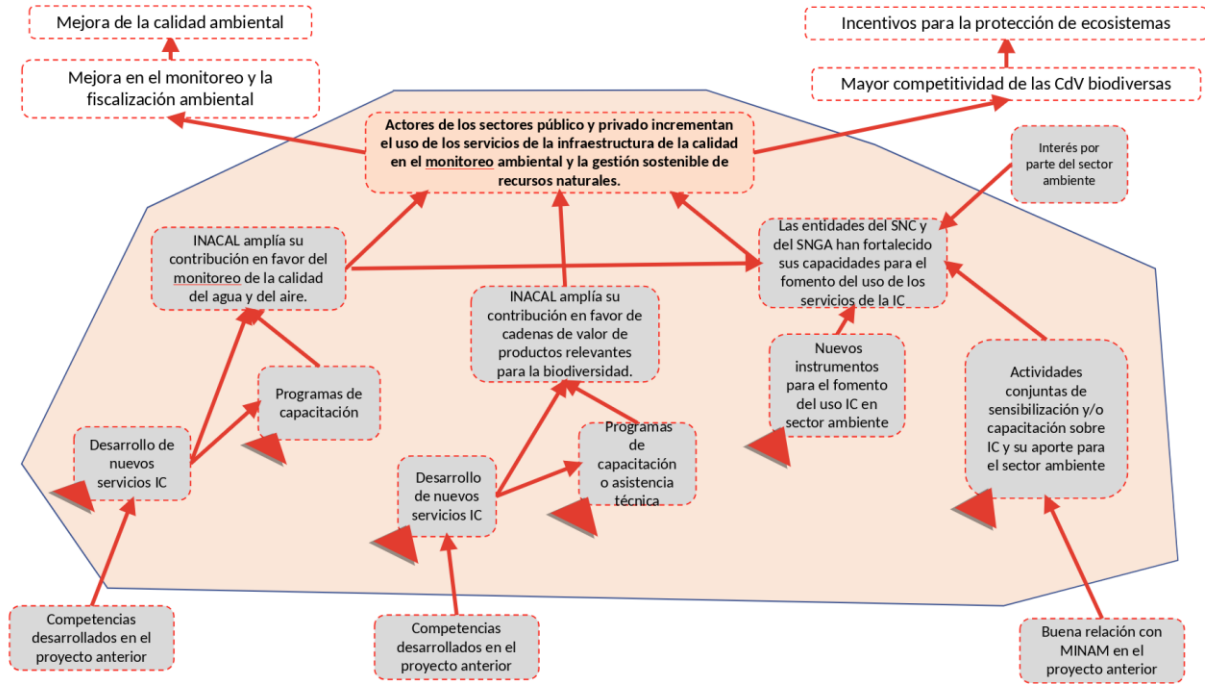 Mejora de la calidad ambiental
Incentivos para la protección de ecosistemas
Mejora en el monitoreo y la
fiscalización ambiental
Mayor competitividad de las CdV biodiversas
Actores de los sectores público y privado incrementan
el uso de los servicios de la infraestructura de la calidad
en el monitoreo ambiental y la gestión sostenible de
recursos naturales.
Interés por
parte del sector
ambiente
INACAL amplía su
contribución en favor del
monitoreo de la calidad
del agua y del aire.
Las entidades del SNC y
del SNGA han fortalecido
sus capacidades para el
fomento del uso de los
servicios de la IC
INACAL amplía su
contribución en favor de
cadenas de valor de
productos relevantes
para la biodiversidad.
Nuevos
instrumentos
para el fomento
del uso IC en
sector ambiente
Actividades
conjuntas de
sensibilización y/o
capacitación sobre
IC y su aporte para
el sector ambiente
Programas de
capacitación
Desarrollo de
nuevos
servicios IC
Programas
de
capacitación
o asistencia
técnica
Desarrollo
de nuevos
servicios IC
Competencias
desarrollados en el
proyecto anterior
Competencias
desarrollados en el
proyecto anterior
Buena relación con
MINAM en el
proyecto anterior